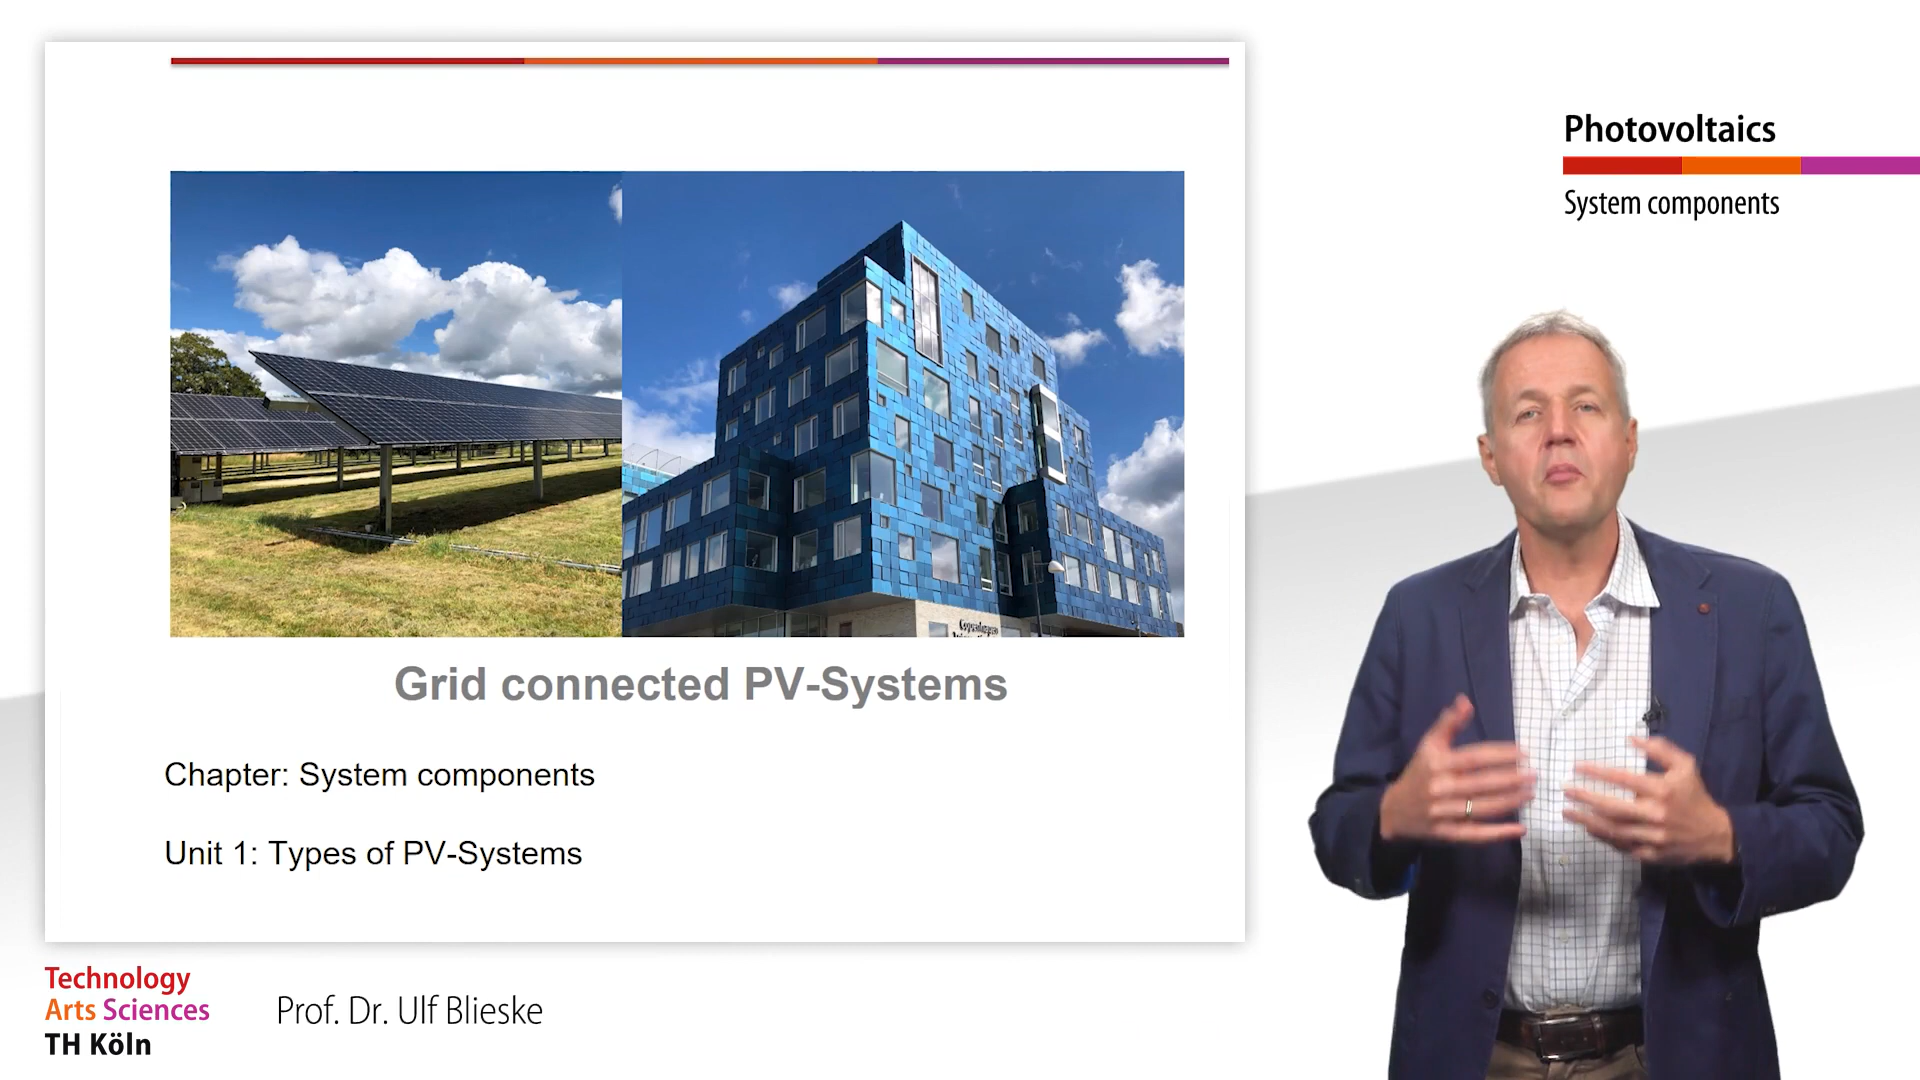 Photovoltaics
System components
Copenhagen
Grid connected PV-Systems
Chapter: System components
Unit 1: Types of PV-Systems
Technology
Arts Sciences
TH Köln
Prof. Dr. Ulf Blieske